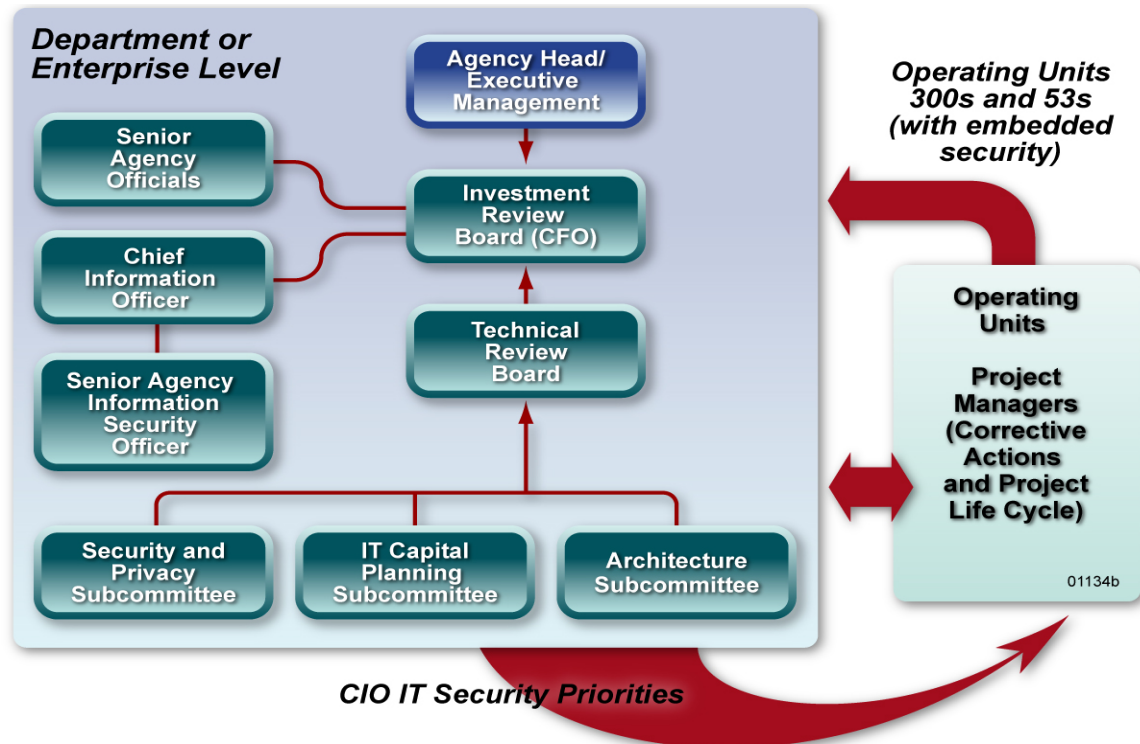 Department or
Enterprise Level
Agency Head/
Executive
Management
Senior
Agency
Officials
Investment
Review
Board (CFO)
Chief
Information
Officer
Technical
Review
Board
Senior Agency
Information
Security
Officer
Security and
Privacy
Subcommittee
IT Capital
Planning
Subcommittee
Architecture
Subcommittee
Operating Units
300s and 53s
(with embedded
security)
Operating
Units
Project
Managers
(Corrective
Actions
and Project
Life Cycle)
01134b
CIO IT Security Priorities